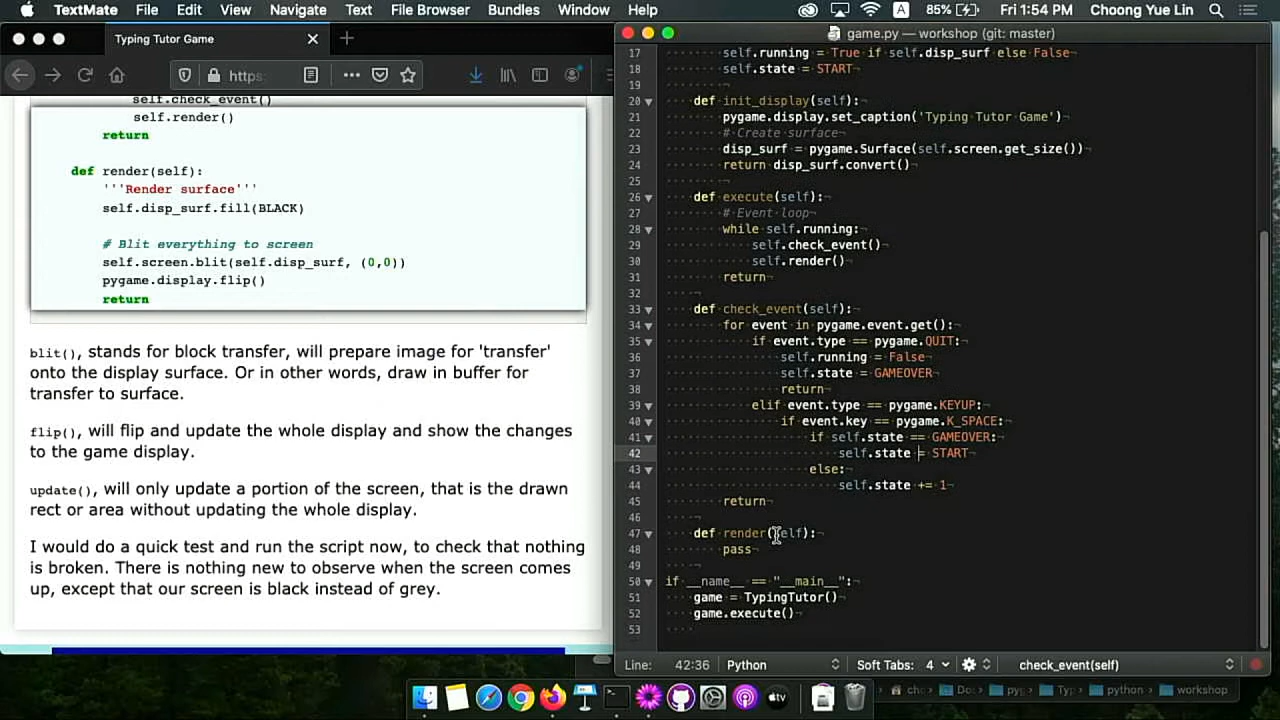 TextMate File Edit View Navigate Text File Browser Bundles Window Help A 85% Fri 1:54 PM Choong Yue Lin
Typing Tutor Game
https:
self.check_event()
self.render()
return
def render(self):
'''Render surface'''
self.disp_surf.fill(BLACK)
# Blit everything to screen
self.screen.blit(self.disp_surf, (0,0))
pygame.display.flip()
return
blit(), stands for block transfer, will prepare image for 'transfer'
onto the display surface. Or in other words, draw in buffer for
transfer to surface.
flip(), will flip and update the whole display and show the changes
to the game display.
update(), will only update a portion of the screen, that is the drawn
rect or area without updating the whole display.
I would do a quick test and run the script now, to check that nothing
is broken. There is nothing new to observe when the screen comes
up, except that our screen is black instead of grey.
game.py — workshop (git: master)
17 self.running = True if self.disp_surf else False
18 self.state = START
19
20 def init_display(self):
21 pygame.display.set_caption('Typing Tutor Game')
22 # Create surface
23 disp_surf = pygame.Surface(self.screen.get_size())
24 return disp_surf.convert()
25
26 def execute(self):
27 # Event loop
28 while self.running:
29 self.check_event()
30 self.render()
31 return
32
33 def check_event(self):
34 for event in pygame.event.get():
35 if event.type == pygame.QUIT:
36 self.running = False
37 self.state = GAMEOVER
38 return
39 elif event.type == pygame.KEYUP:
40 if event.key == pygame.K_SPACE:
41 if self.state == GAMEOVER:
42 self.state = START
43 else:
44 self.state += 1
45 return
46
47 def render(self):
48 pass
49
50 if __name__ == "__main__":
51 game = TypingTutor()
52 game.execute()
53
Line: 42:36 Python Soft Tabs: 4 check_event(self)
tv cho Do pyg Typ python workshop